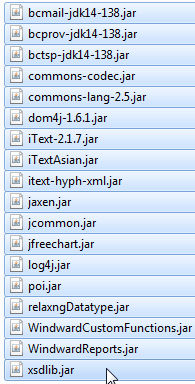 bcmail-jdk14-138.jar
bcprov-jdk14-138.jar
bctsp-jdk14-138.jar
commons-codec.jar
commons-lang-2.5.jar
dom4j-1.6.1.jar
iText-2.1.7.jar
iTextAsian.jar
itext-hyph-xml.jar
jaxen.jar
jcommon.jar
jfreechart.jar
log4j.jar
poi.jar
relaxngDatatype.jar
WindwardCustomFunctions.jar
WindwardReports.jar
xsdlib.jar